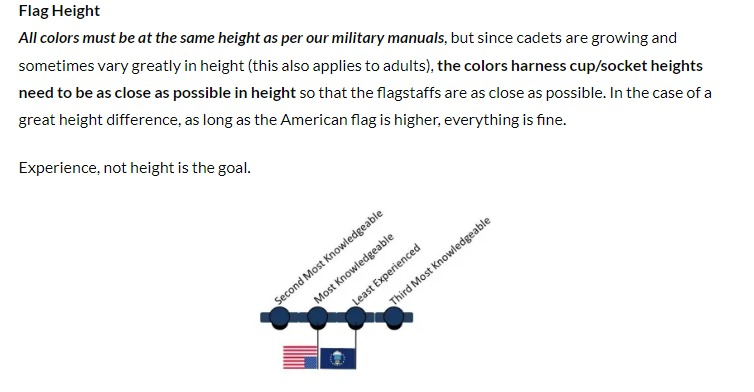 Flag Height
All colors must be at the same height as per our military manuals, but since cadets are growing and
sometimes vary greatly in height (this also applies to adults), the colors harness cup/socket heights
need to be as close as possible in height so that the flagstaffs are as close as possible. In the case of a
great height difference, as long as the American flag is higher, everything is fine.
Experience, not height is the goal.
Second Most Knowledgeable
Most Knowledgeable
Least Experienced
Third Most Knowledgeable